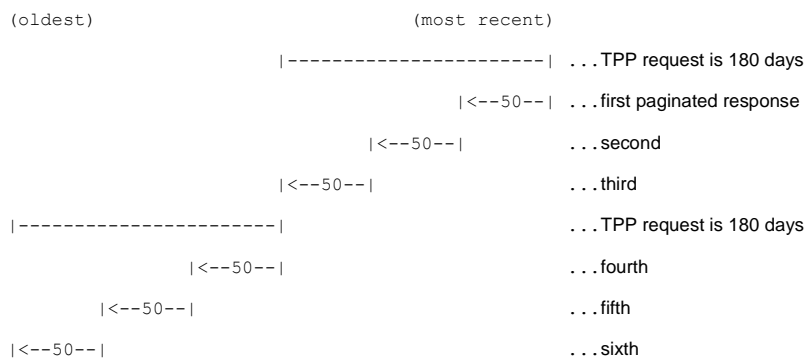 (oldest) (most recent)
|-----------------------| ...TPP request is 180 days
|<--50--| ...first paginated response
|<--50--| ...second
|<--50--| ...third
|-----------------------| ...TPP request is 180 days
|<--50--| ...fourth
|<--50--| ...fifth
|<--50--| ...sixth